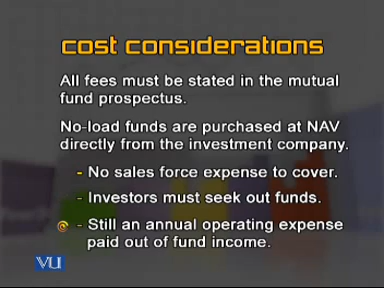 cost considerations
All fees must be stated in the mutual
fund prospectus.
No-load funds are purchased at NAV
directly from the investment company.
- No sales force expense to cover.
- Investors must seek out funds.
- Still an annual operating expense
paid out of fund income.
VU